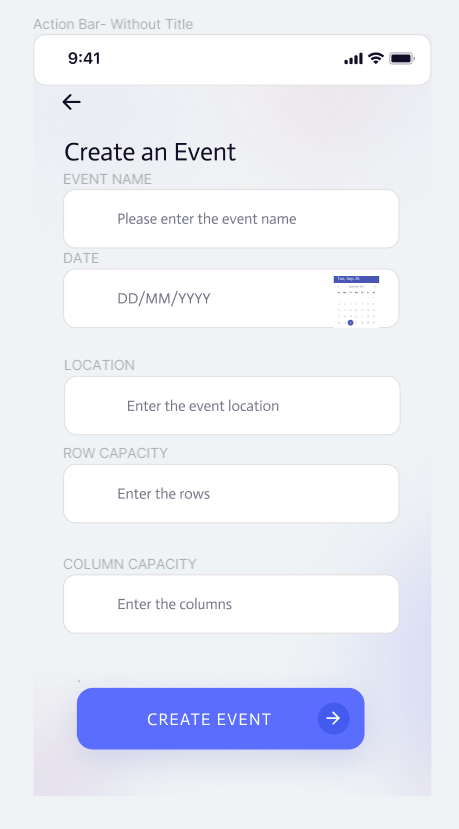 Action Bar- Without Title
9:41
Create an Event
EVENT NAME
Please enter the event name
DATE
DD/MM/YYYY
LOCATION
Enter the event location
ROW CAPACITY
Enter the rows
COLUMN CAPACITY
Enter the columns
CREATE EVENT